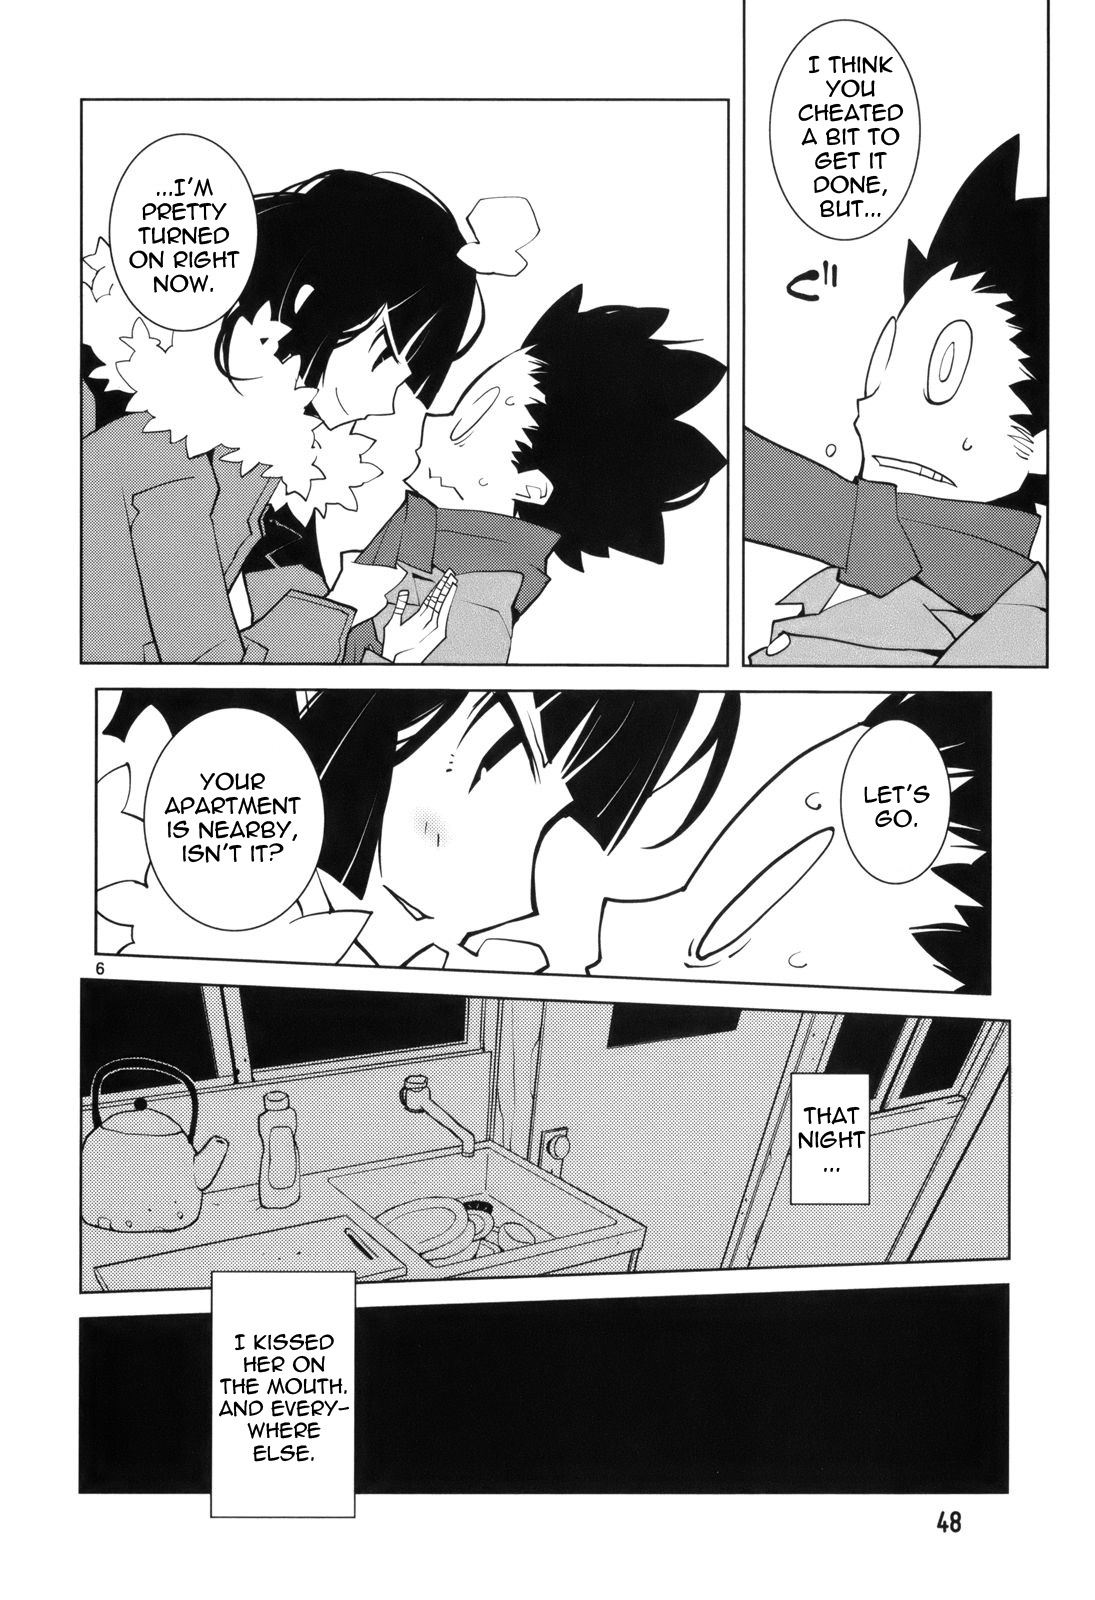 I THINK
YOU
CHEATED
A BIT TO
GET IT
DONE,
BUT...
...I'M
PRETTY
TURNED
ON RIGHT
NOW.
LET'S
GO.
YOUR
APARTMENT
IS NEARBY,
ISN'T IT?
6
THAT
NIGHT
...
I KISSED
HER ON
THE MOUTH.
AND EVERY-
WHERE
ELSE.
48